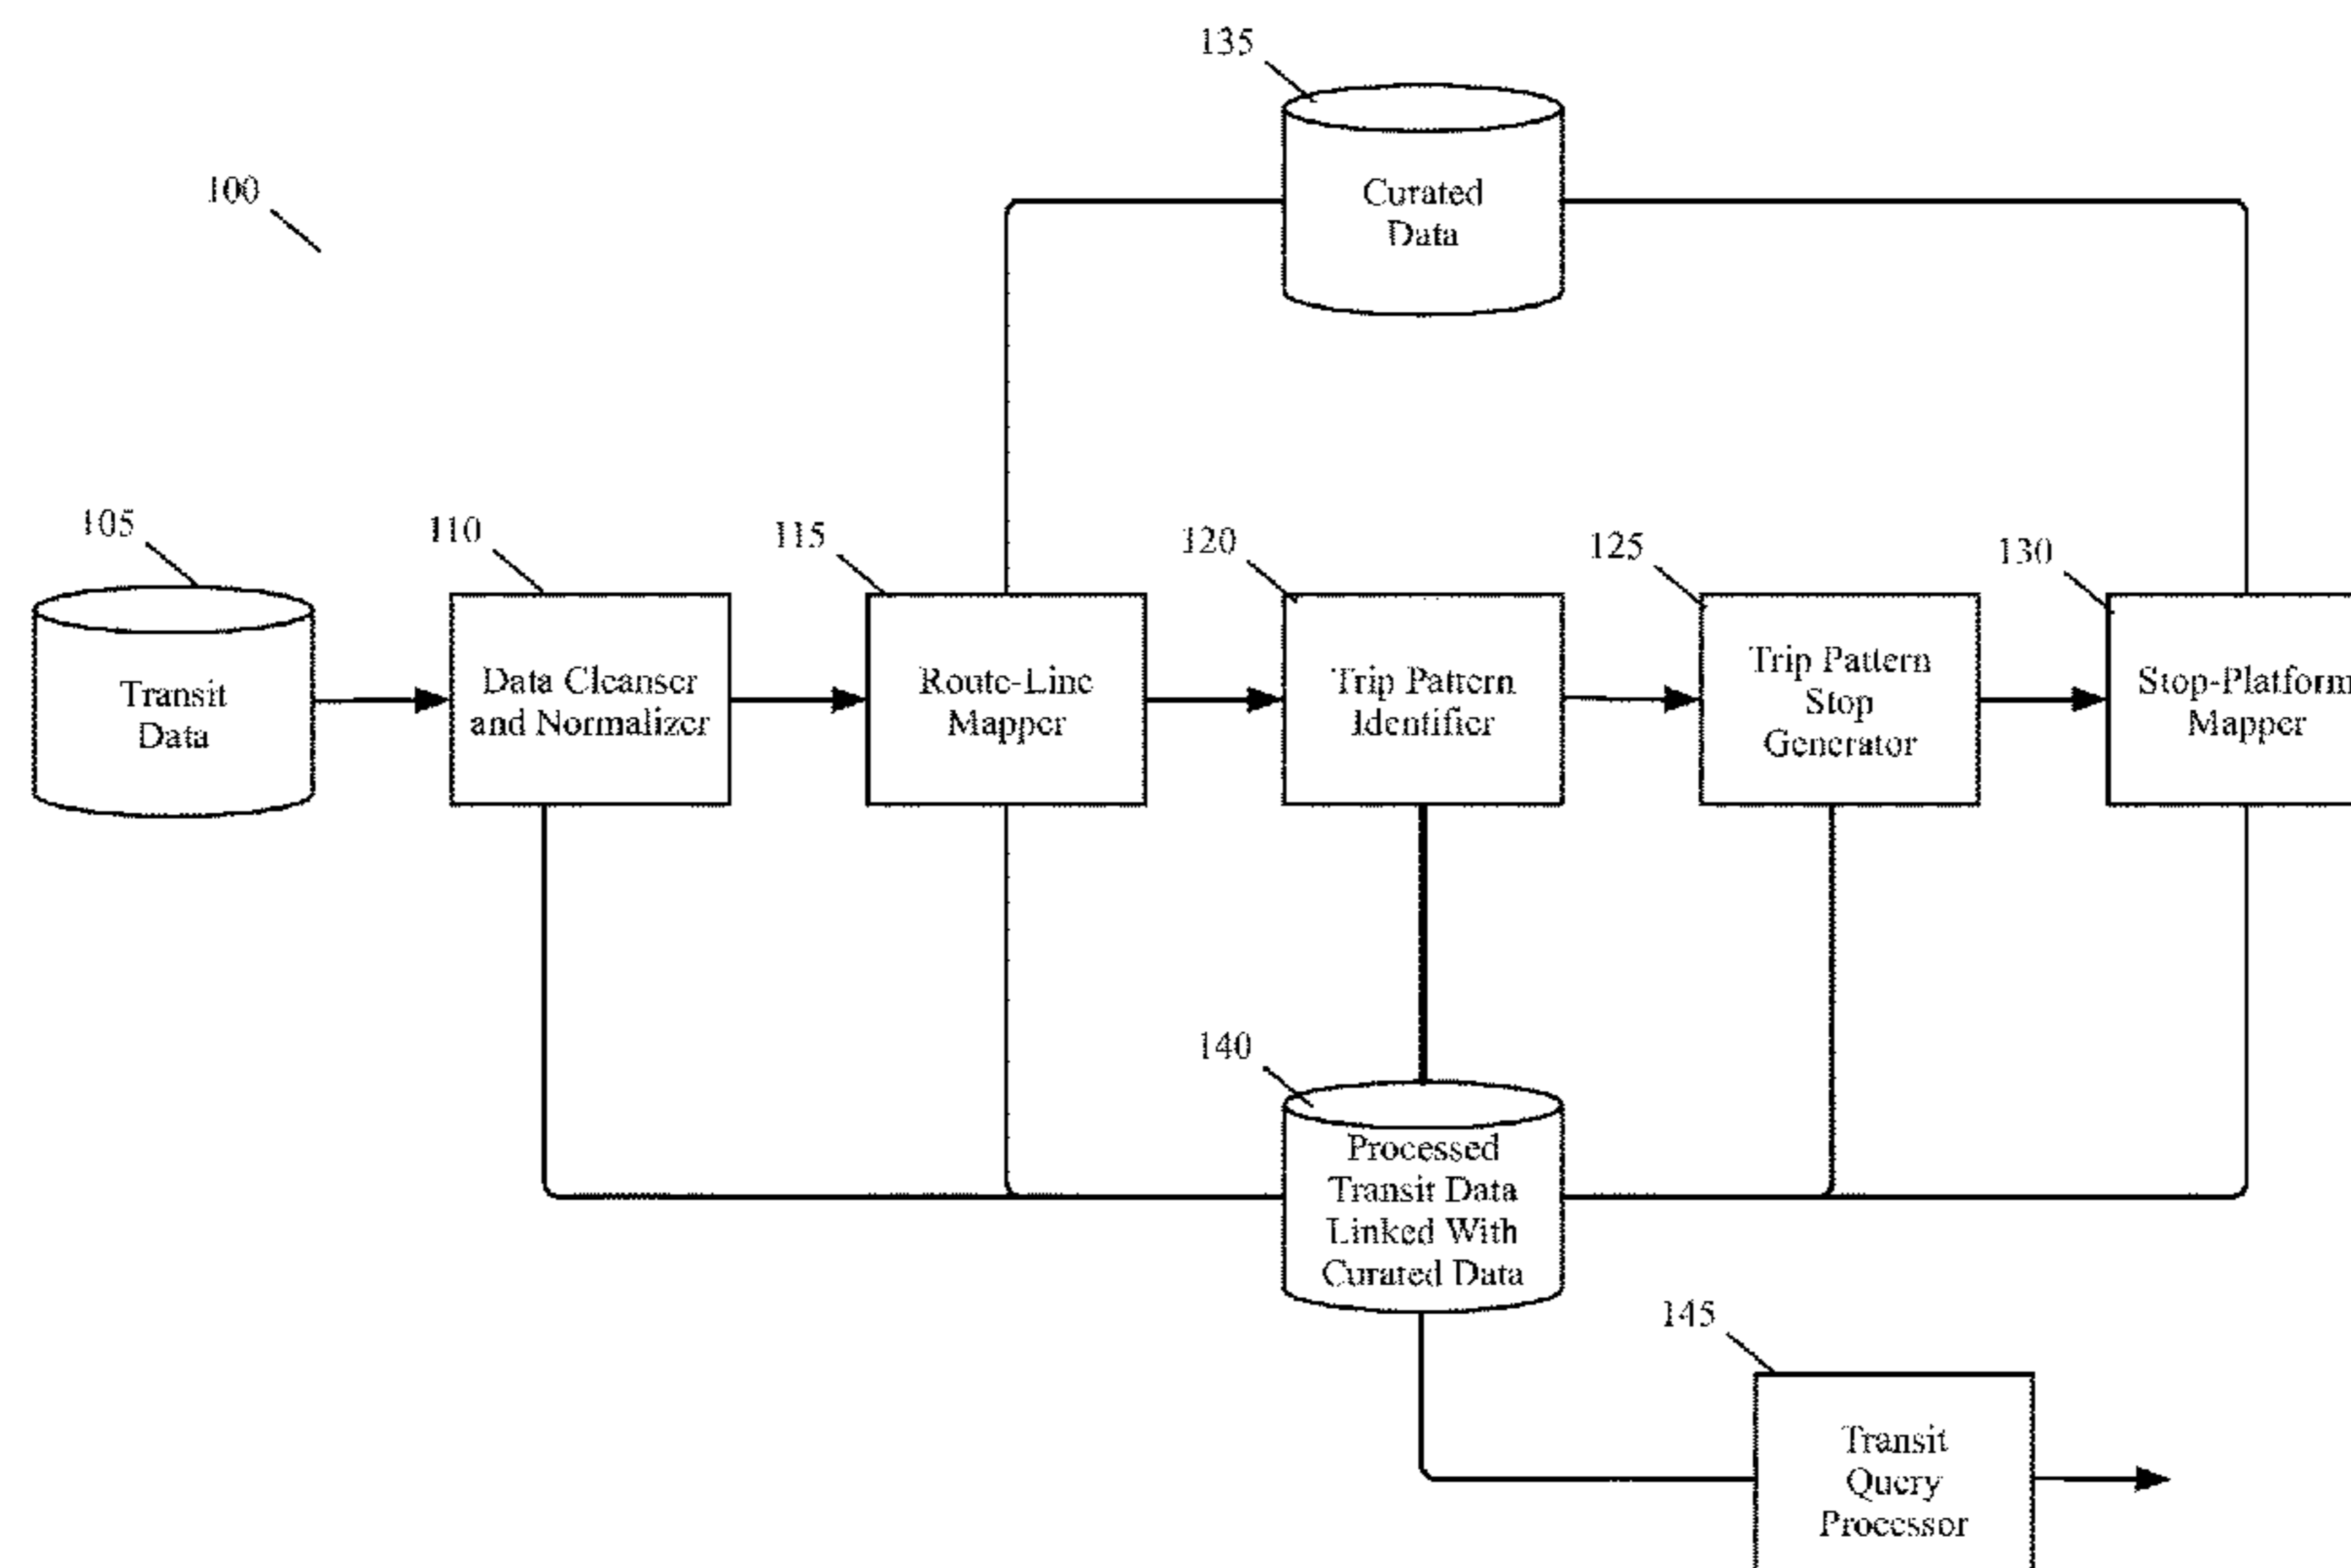 135
100
Curated
Data
105
110
115
120
125
130
Transit
Data
Data Cleanser
and Normalizer
Route-Line
Mapper
Trip Pattern
Identifier
Trip Pattern
Stop
Generator
Stop-Platform
Mapper
140
Processed
Transit Data
Linked With
Curated Data
145
Transit
Query
Processor